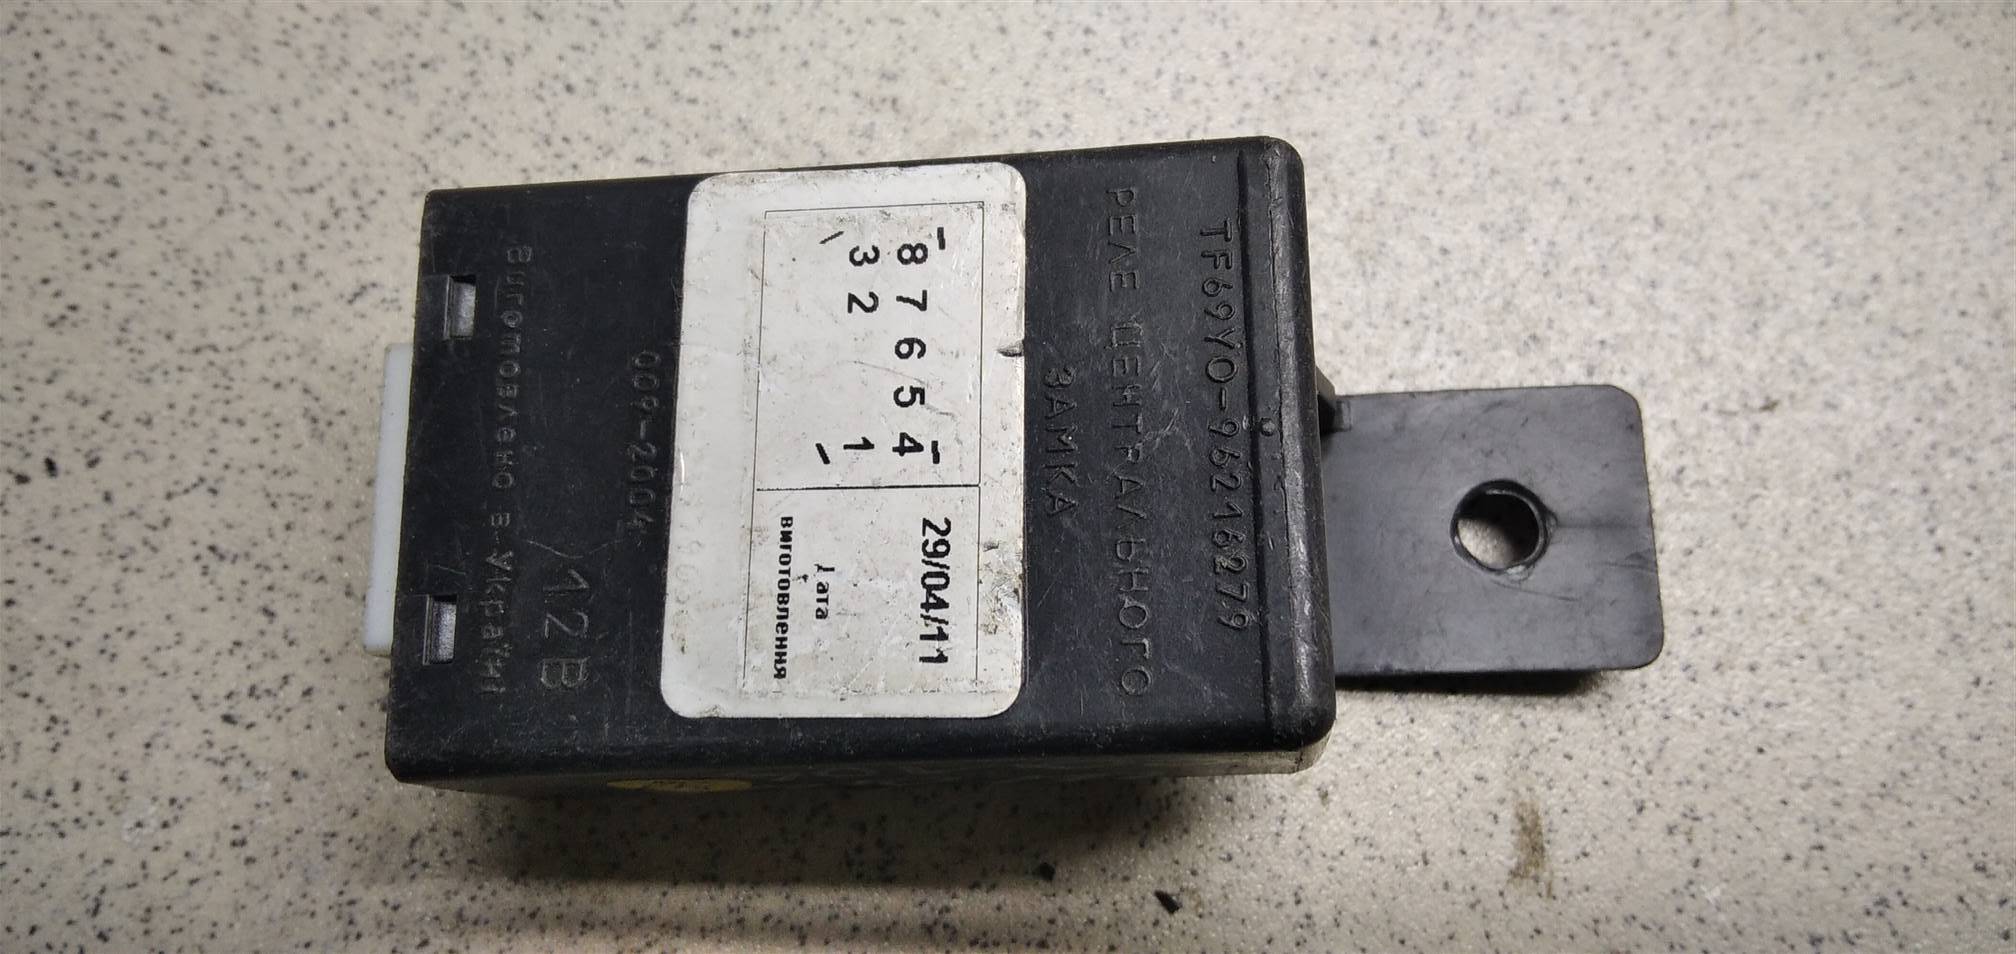 TF69Y0-96216279
РЕЛЕ ЦЕНТРАЛЬНОГО
ЗАМКА
8 7 6 5 4
3 2 1
29/04/11
Дата
виготовлення
009-2004
12В
Виготовлено в Україні